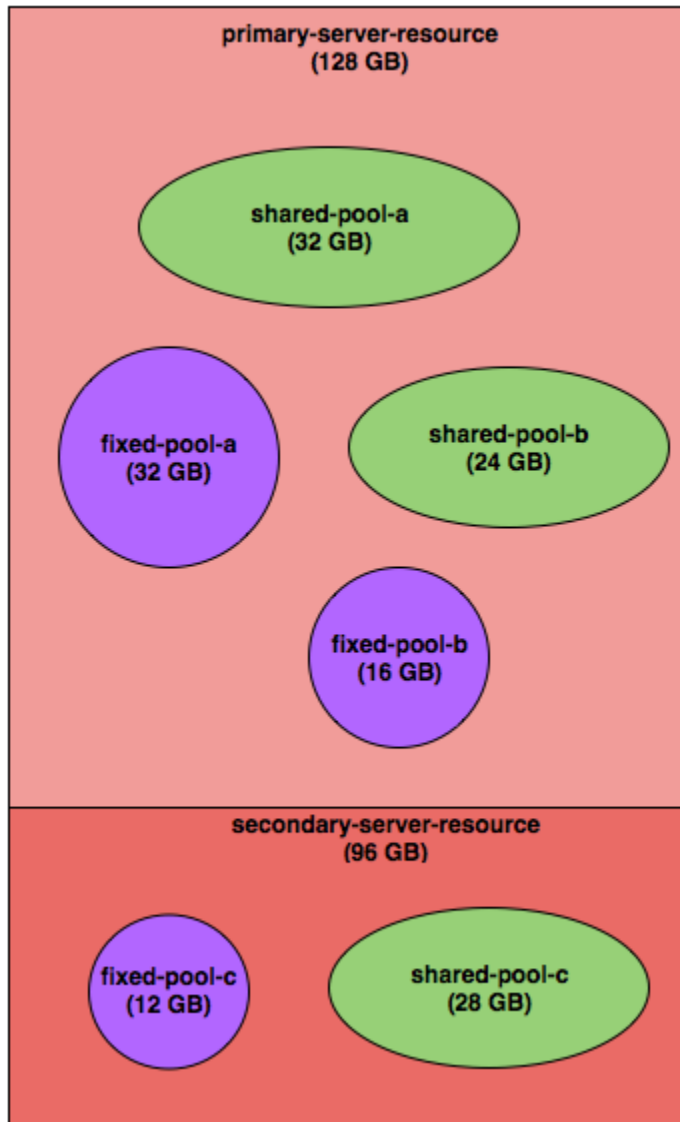 primary-server-resource
(128 GB)
shared-pool-a
(32 GB)
fixed-pool-a
(32 GB)
shared-pool-b
(24 GB)
fixed-pool-b
(16 GB)
secondary-server-resource
(96 GB)
fixed-pool-c
(12 GB)
shared-pool-c
(28 GB)